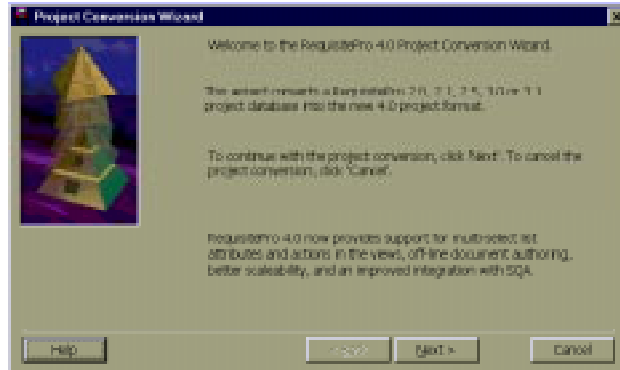 Project Conversion Wizard
Welcome to the RequisitePro 4.0 Project Conversion Wizard.
This wizard converts a RequisitePro 2.0, 2.1, 2.5, 3.0 or 3.1
project database into the new 4.0 project format.
To continue with the project conversion, click 'Next'. To cancel the
project conversion, click 'Cancel'.
RequisitePro 4.0 now provides support for multi-select list
attributes and actions in the views, off-line document authoring,
better scaleability, and an improved integration with SQA.
Help
< Back
Next >
Cancel